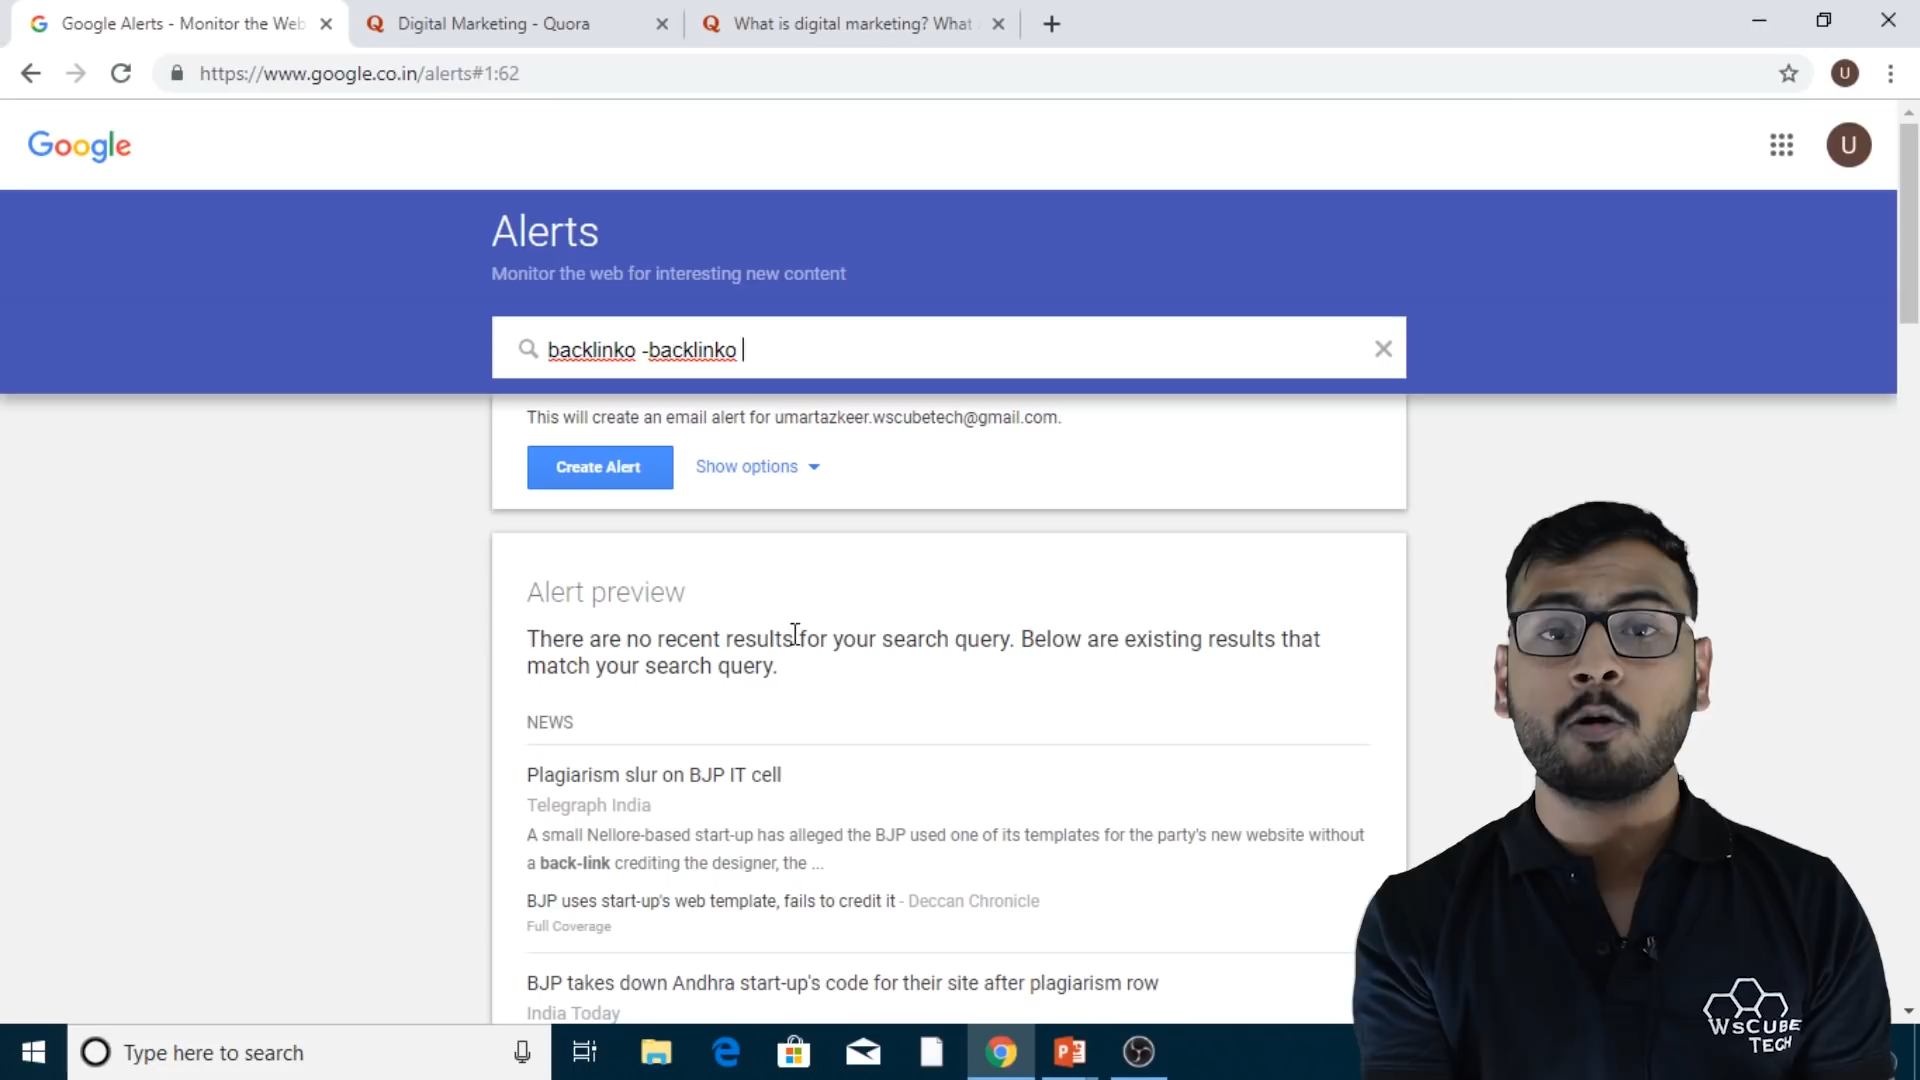 Google Alerts - Monitor the Web
Digital Marketing - Quora
What is digital marketing? What
https://www.google.co.in/alerts#1:62
U
Google
U
Alerts
Monitor the web for interesting new content
backlinko -backlinko
This will create an email alert for umartazkeer.wscubetech@gmail.com.
Create Alert
Show options
Alert preview
There are no recent results for your search query. Below are existing results that
match your search query.
NEWS
Plagiarism slur on BJP IT cell
Telegraph India
A small Nellore-based start-up has alleged the BJP used one of its templates for the party's new website without
a back-link crediting the designer, the ...
BJP uses start-up's web template, fails to credit it - Deccan Chronicle
Full Coverage
BJP takes down Andhra start-up's code for their site after plagiarism row
India Today
WSCUBE
TECH
Type here to search